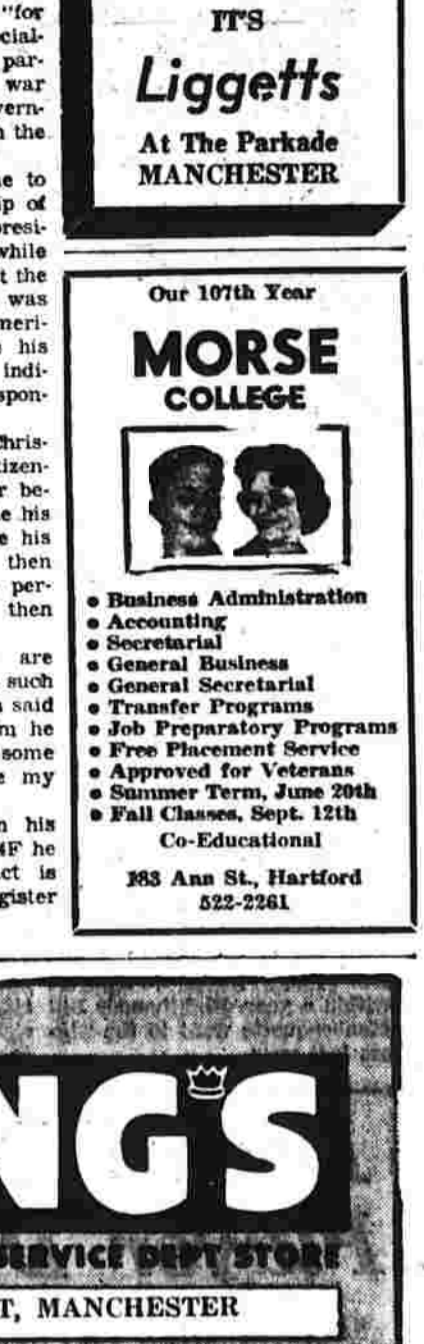 "for
cial-
par-
war
vern-
n the
e to
ip of
presi-
while
t the
was
meri-
his
indi-
spon-
Chris-
tizen-
r be-
e his
e his
then
per-
then
are
such
said
m he
some
e my
n his
4F he
ct is
gister
IT'S
Liggetts
At The Parkade
MANCHESTER
Our 107th Year
MORSE
COLLEGE
• Business Administration
• Accounting
• Secretarial
• General Business
• General Secretarial
• Transfer Programs
• Job Preparatory Programs
• Free Placement Service
• Approved for Veterans
• Summer Term, June 20th
• Fall Classes, Sept. 12th
Co-Educational
183 Ann St., Hartford
522-2261
NG'S
SERVICE DEPT STORE
T, MANCHESTER